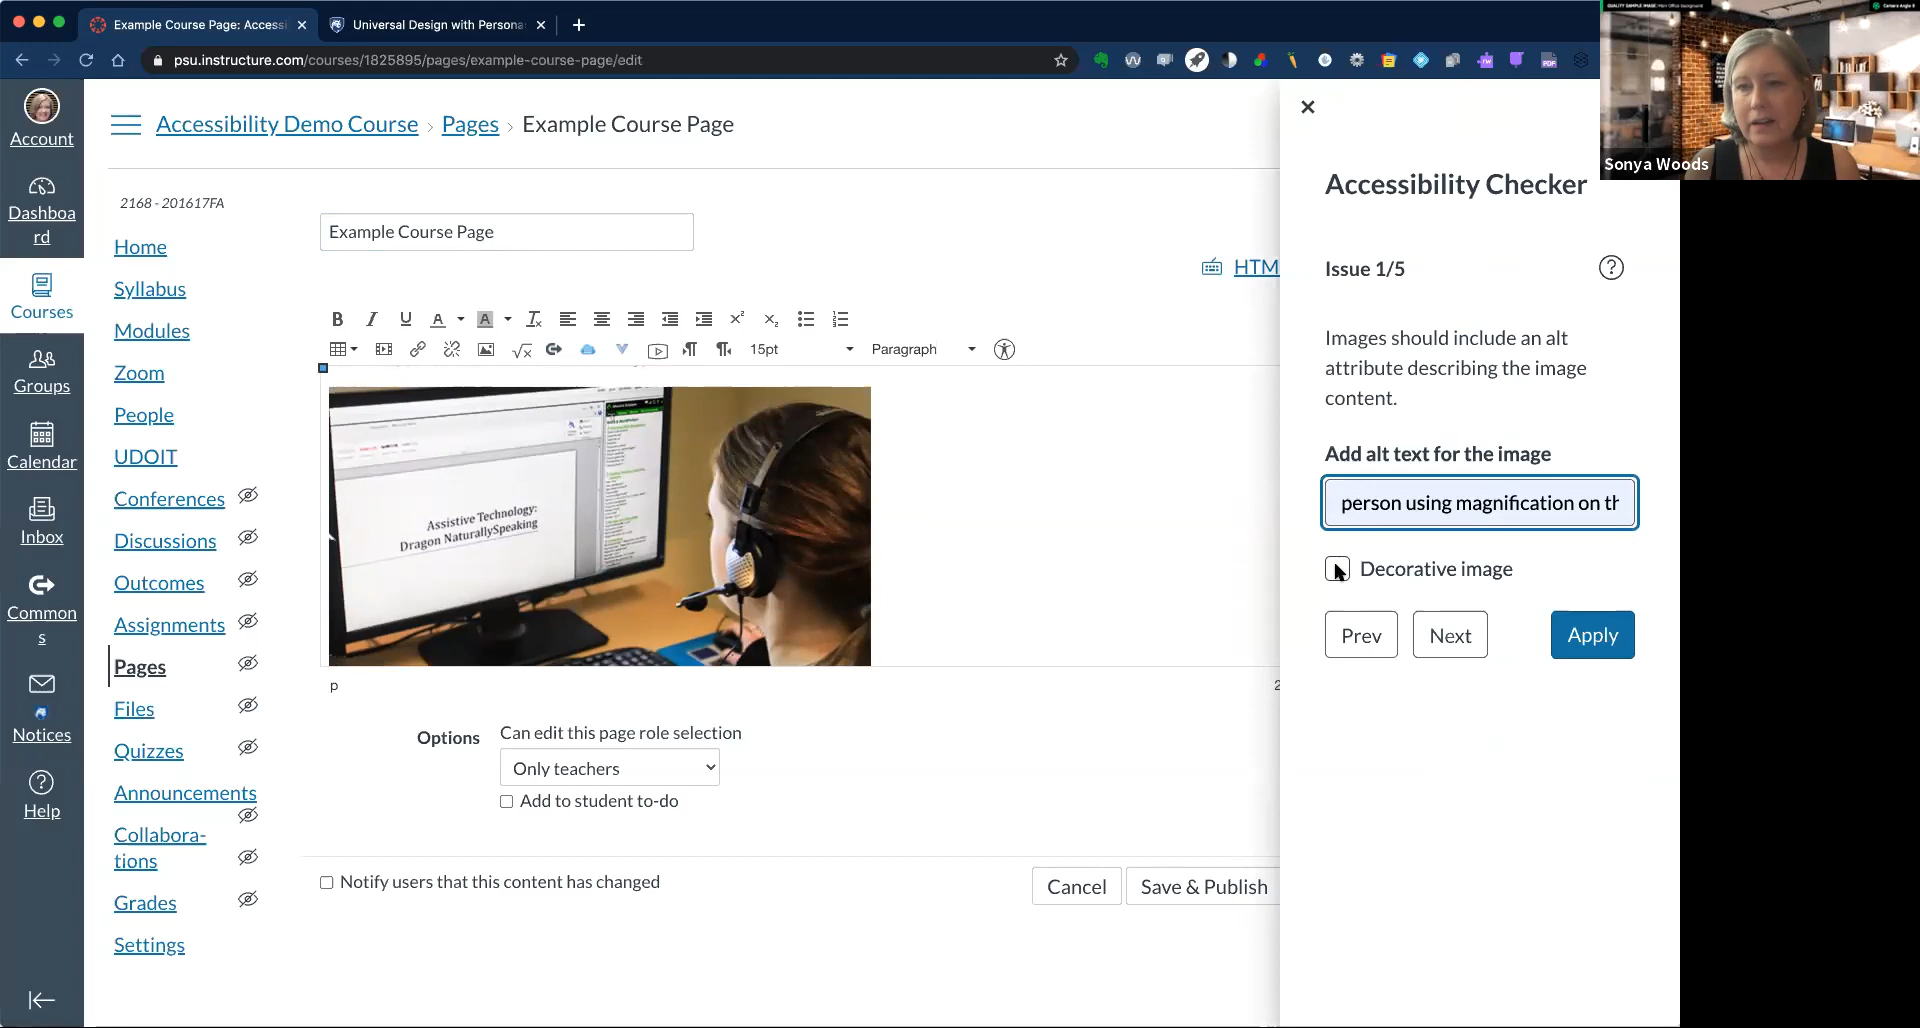 Example Course Page: Accessi
Universal Design with Persona
psu.instructure.com/courses/1825895/pages/example-course-page/edit
Sonya Woods
Account
Dashboa
rd
Courses
Groups
Calendar
Inbox
Common
s
Notices
Help
Accessibility Demo Course › Pages › Example Course Page
2168 - 201617FA
Home
Syllabus
Modules
Zoom
People
UDOIT
Conferences
Discussions
Outcomes
Assignments
Pages
Files
Quizzes
Announcements
Collabora-
tions
Grades
Settings
Example Course Page
HTM
15pt
Paragraph
Assistive Technology:
Dragon NaturallySpeaking
p
2
Options
Can edit this page role selection
Only teachers
Add to student to-do
Notify users that this content has changed
Cancel
Save & Publish
Accessibility Checker
Issue 1/5
Images should include an alt
attribute describing the image
content.
Add alt text for the image
person using magnification on th
Decorative image
Prev
Next
Apply